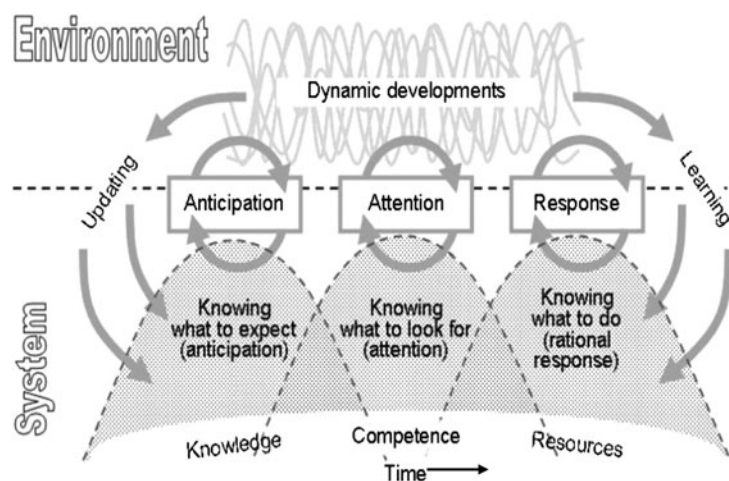 Environment
Dynamic developments
Updating
Learning
Anticipation
Attention
Response
Knowing
what to expect
(anticipation)
Knowing
what to look for
(attention)
Knowing
what to do
(rational
response)
System
Knowledge
Competence
Resources
Time